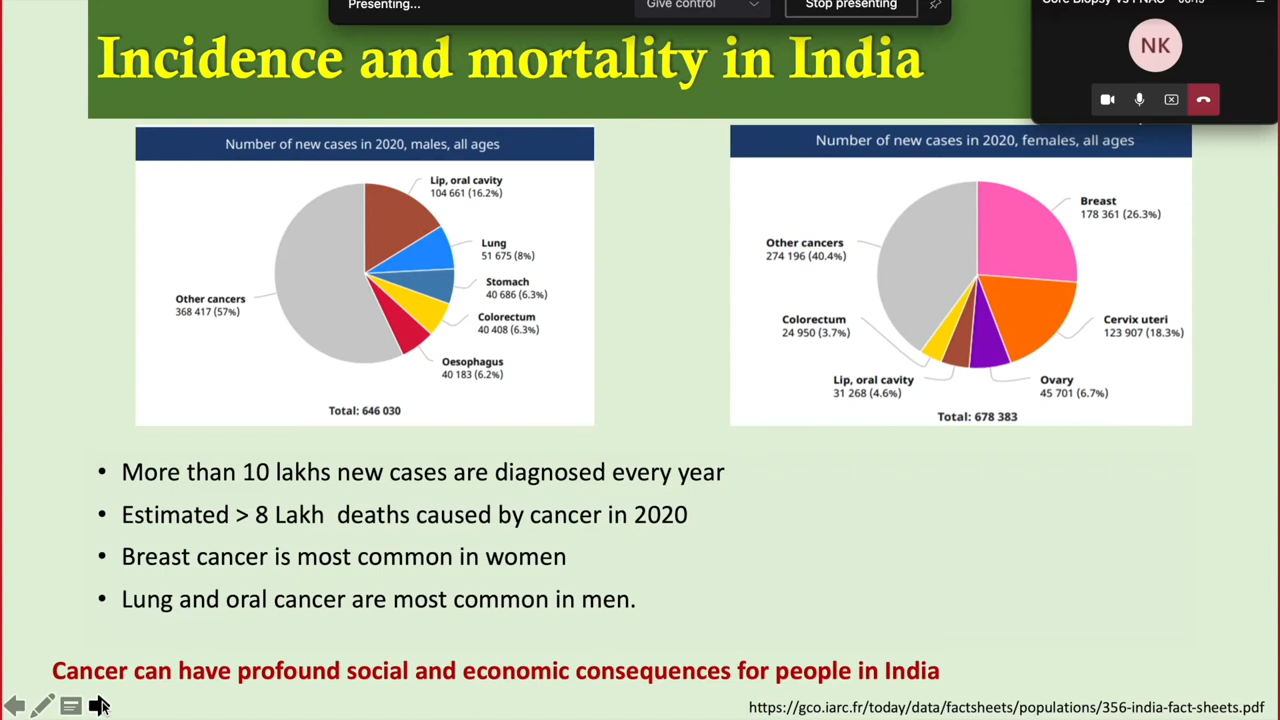 Presenting...
Give control
Stop presenting
NK
Incidence and mortality in India
Number of new cases in 2020, males, all ages
Lip, oral cavity
104 661 (16.2%)
Lung
51 675 (8%)
Stomach
40 686 (6.3%)
Colorectum
40 408 (6.3%)
Oesophagus
40 183 (6.2%)
Other cancers
368 417 (57%)
Total: 646 030
Number of new cases in 2020, females, all ages
Breast
178 361 (26.3%)
Cervix uteri
123 907 (18.3%)
Ovary
45 701 (6.7%)
Lip, oral cavity
31 268 (4.6%)
Colorectum
24 950 (3.7%)
Other cancers
274 196 (40.4%)
Total: 678 383
• More than 10 lakhs new cases are diagnosed every year
• Estimated > 8 Lakh deaths caused by cancer in 2020
• Breast cancer is most common in women
• Lung and oral cancer are most common in men.
Cancer can have profound social and economic consequences for people in India
https://gco.iarc.fr/today/data/factsheets/populations/356-india-fact-sheets.pdf